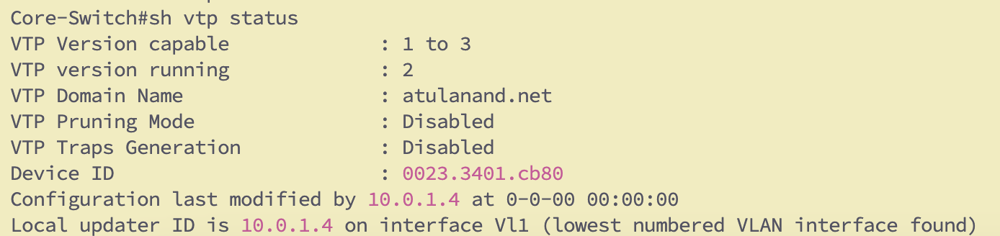 Core-Switch#sh vtp status
VTP Version capable             : 1 to 3
VTP version running             : 2
VTP Domain Name                 : atulanand.net
VTP Pruning Mode                : Disabled
VTP Traps Generation            : Disabled
Device ID                       : 0023.3401.cb80
Configuration last modified by 10.0.1.4 at 0-0-00 00:00:00
Local updater ID is 10.0.1.4 on interface Vl1 (lowest numbered VLAN interface found)